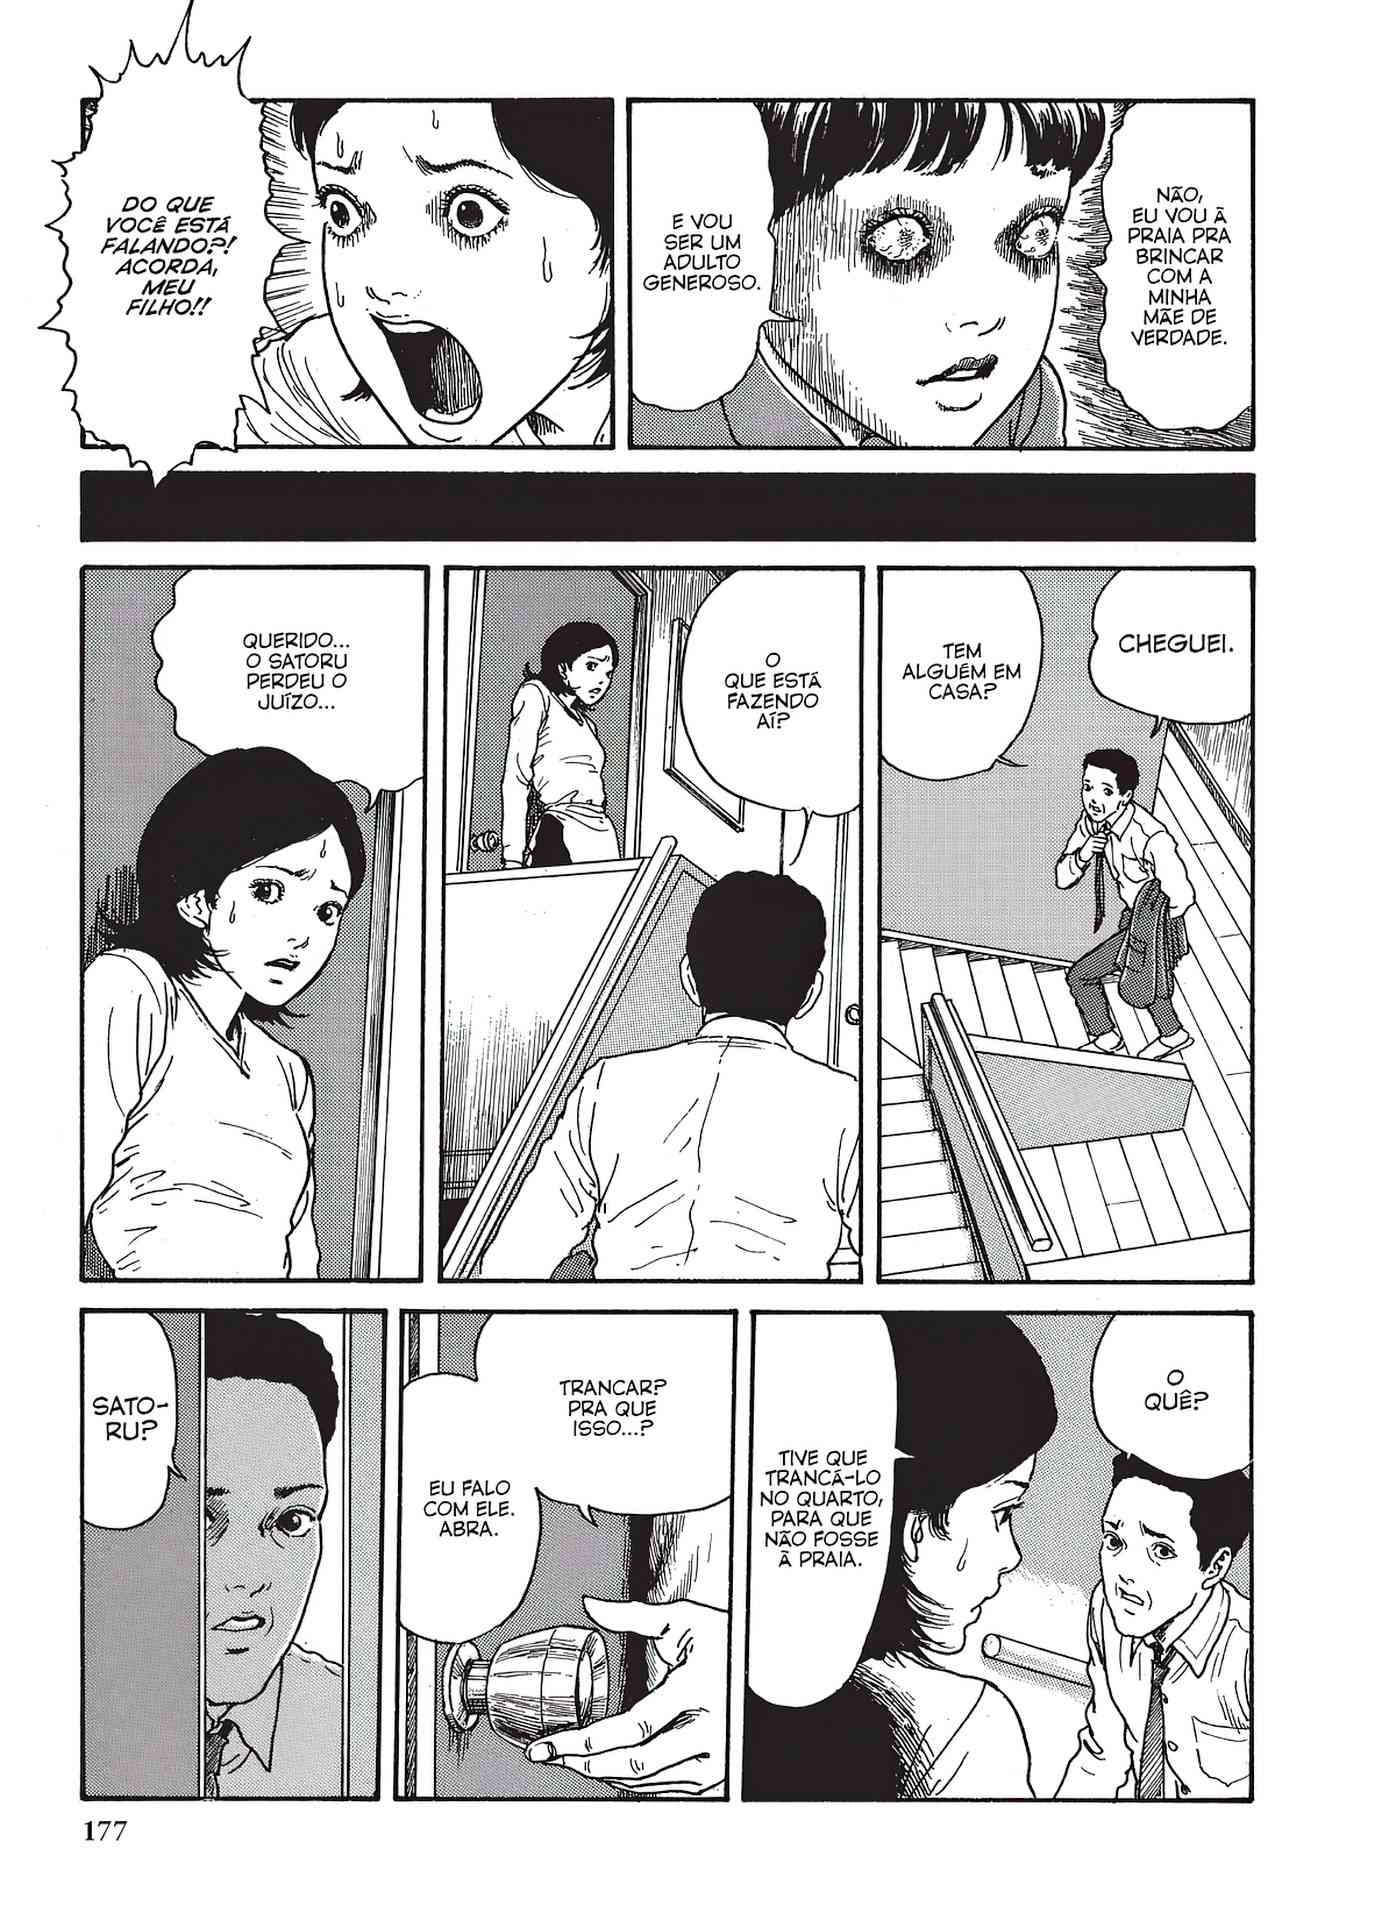 NÃO,
EU VOU À
PRAIA PRA
BRINCAR
COM A
MINHA
MÃE DE
VERDADE.
E VOU
SER UM
ADULTO
GENEROSO.
DO QUE
VOCÊ ESTÁ
FALANDO?!
ACORDA,
MEU
FILHO!!
CHEGUEI.
TEM
ALGUÉM EM
CASA?
O
QUE ESTÁ
FAZENDO
AÍ?
QUERIDO...
O SATORU
PERDEU O
JUÍZO...
O
QUÊ?
TIVE QUE
TRANCÁ-LO
NO QUARTO,
PARA QUE
NÃO FOSSE
À PRAIA.
TRANCAR?
PRA QUE
ISSO...?
EU FALO
COM ELE.
ABRA.
SATO-
RU?
177